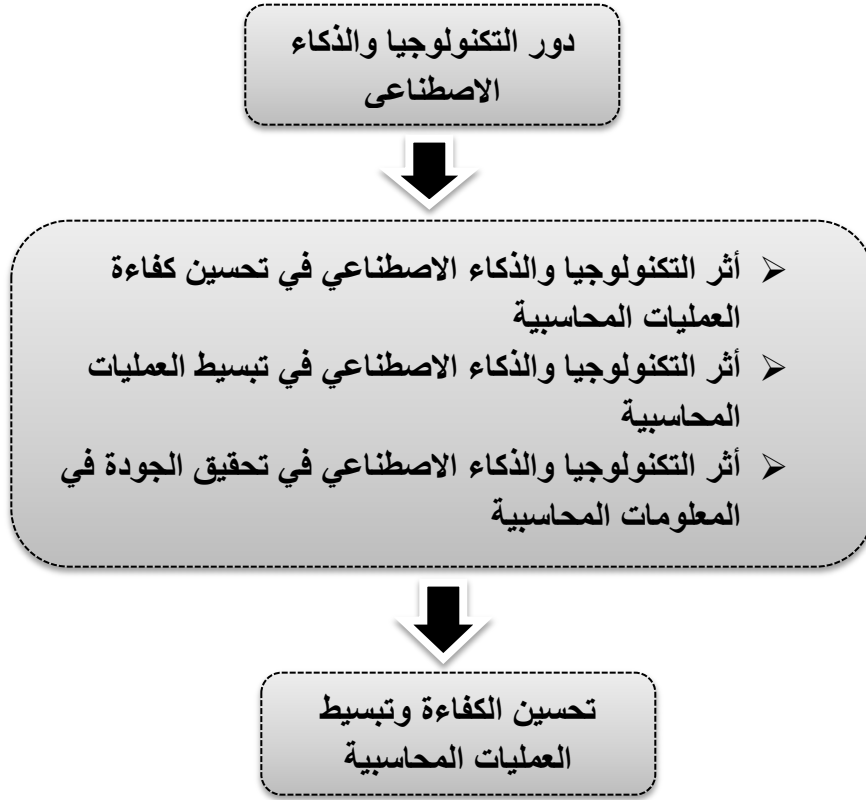 دور التكنولوجيا والذكاء
الاصطناعى
أثر التكنولوجيا والذكاء الاصطناعي في تحسين كفاءة
العمليات المحاسبية
أثر التكنولوجيا والذكاء الاصطناعي في تبسيط العمليات
المحاسبية
أثر التكنولوجيا والذكاء الاصطناعي في تحقيق الجودة في
المعلومات المحاسبية
تحسين الكفاءة وتبسيط
العمليات المحاسبية